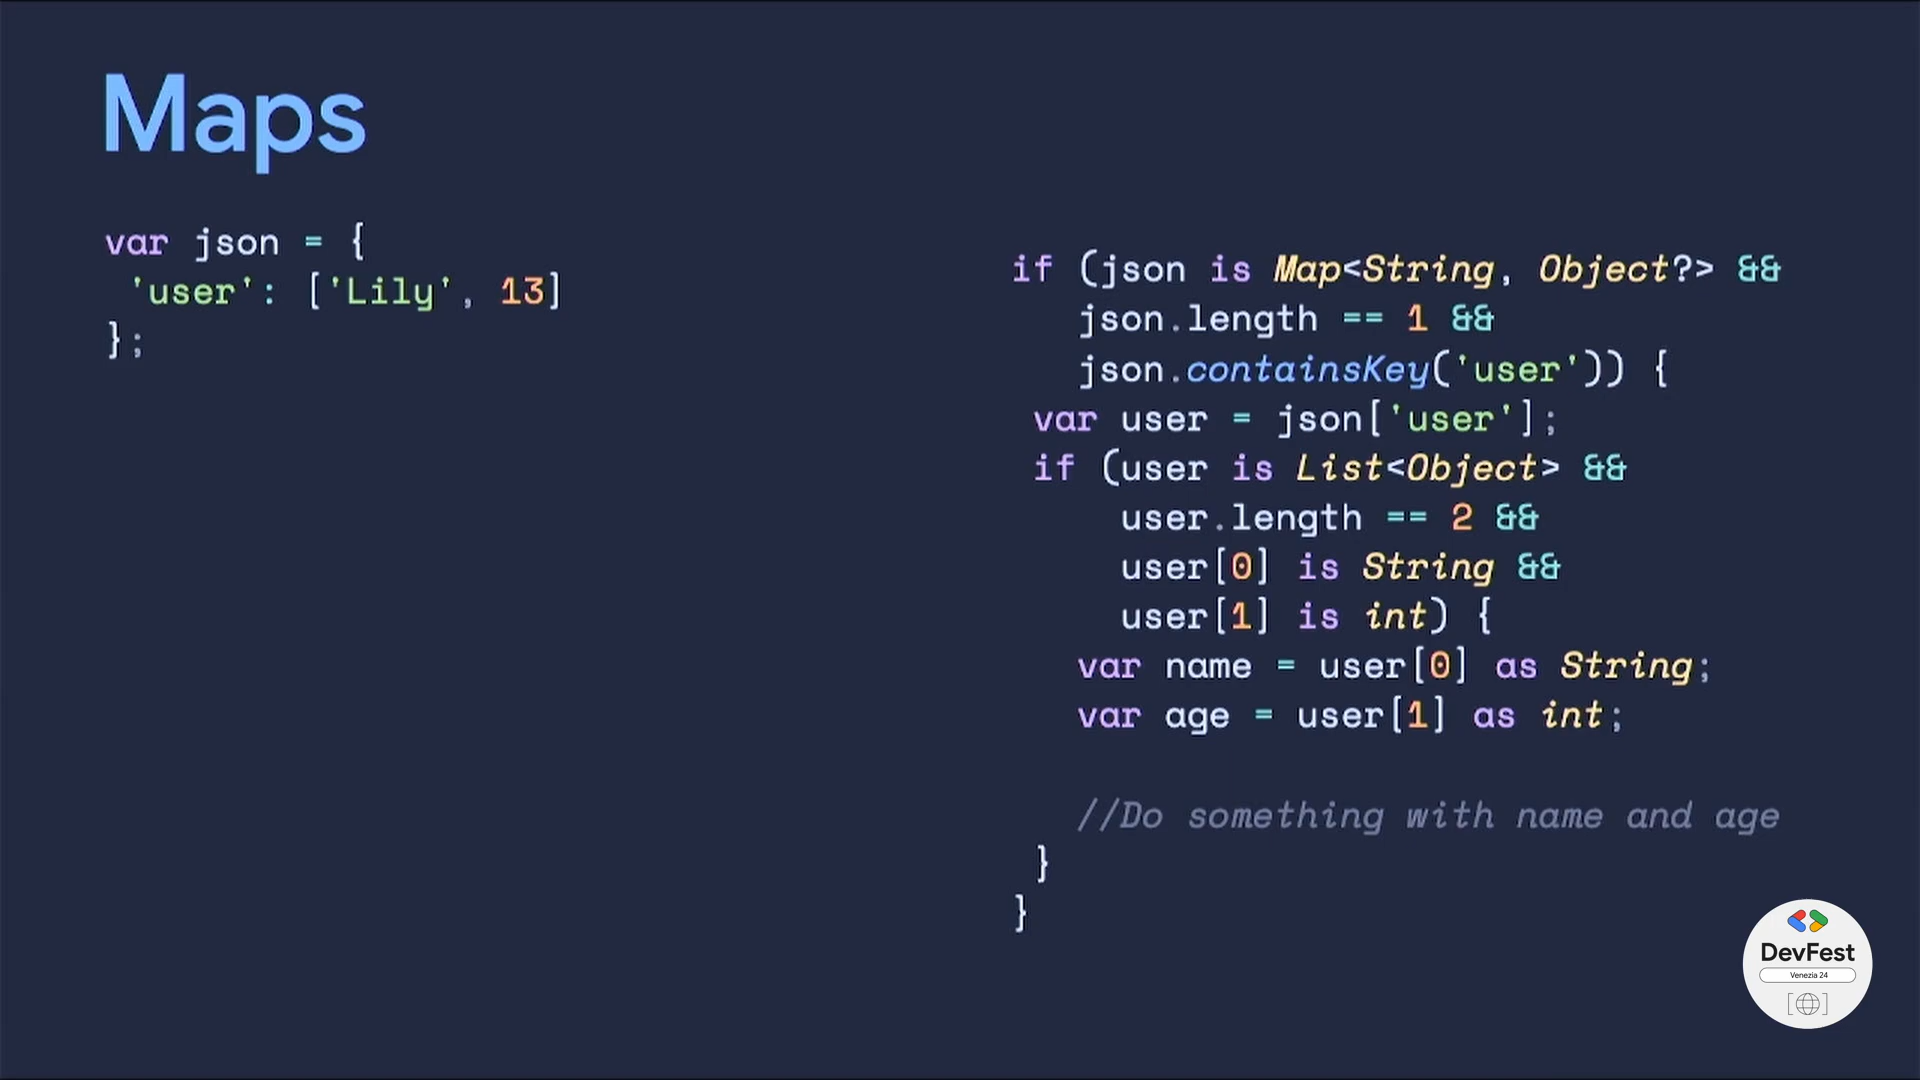 Maps
var json = {
'user': ['Lily', 13]
};
if (json is Map<String, Object?> &&
json.length == 1 &&
json.containsKey('user')) {
var user = json['user'];
if (user is List<Object> &&
user.length == 2 &&
user[0] is String &&
user[1] is int) {
var name = user[0] as String;
var age = user[1] as int;
//Do something with name and age
}
}
DevFest
Venezia 24